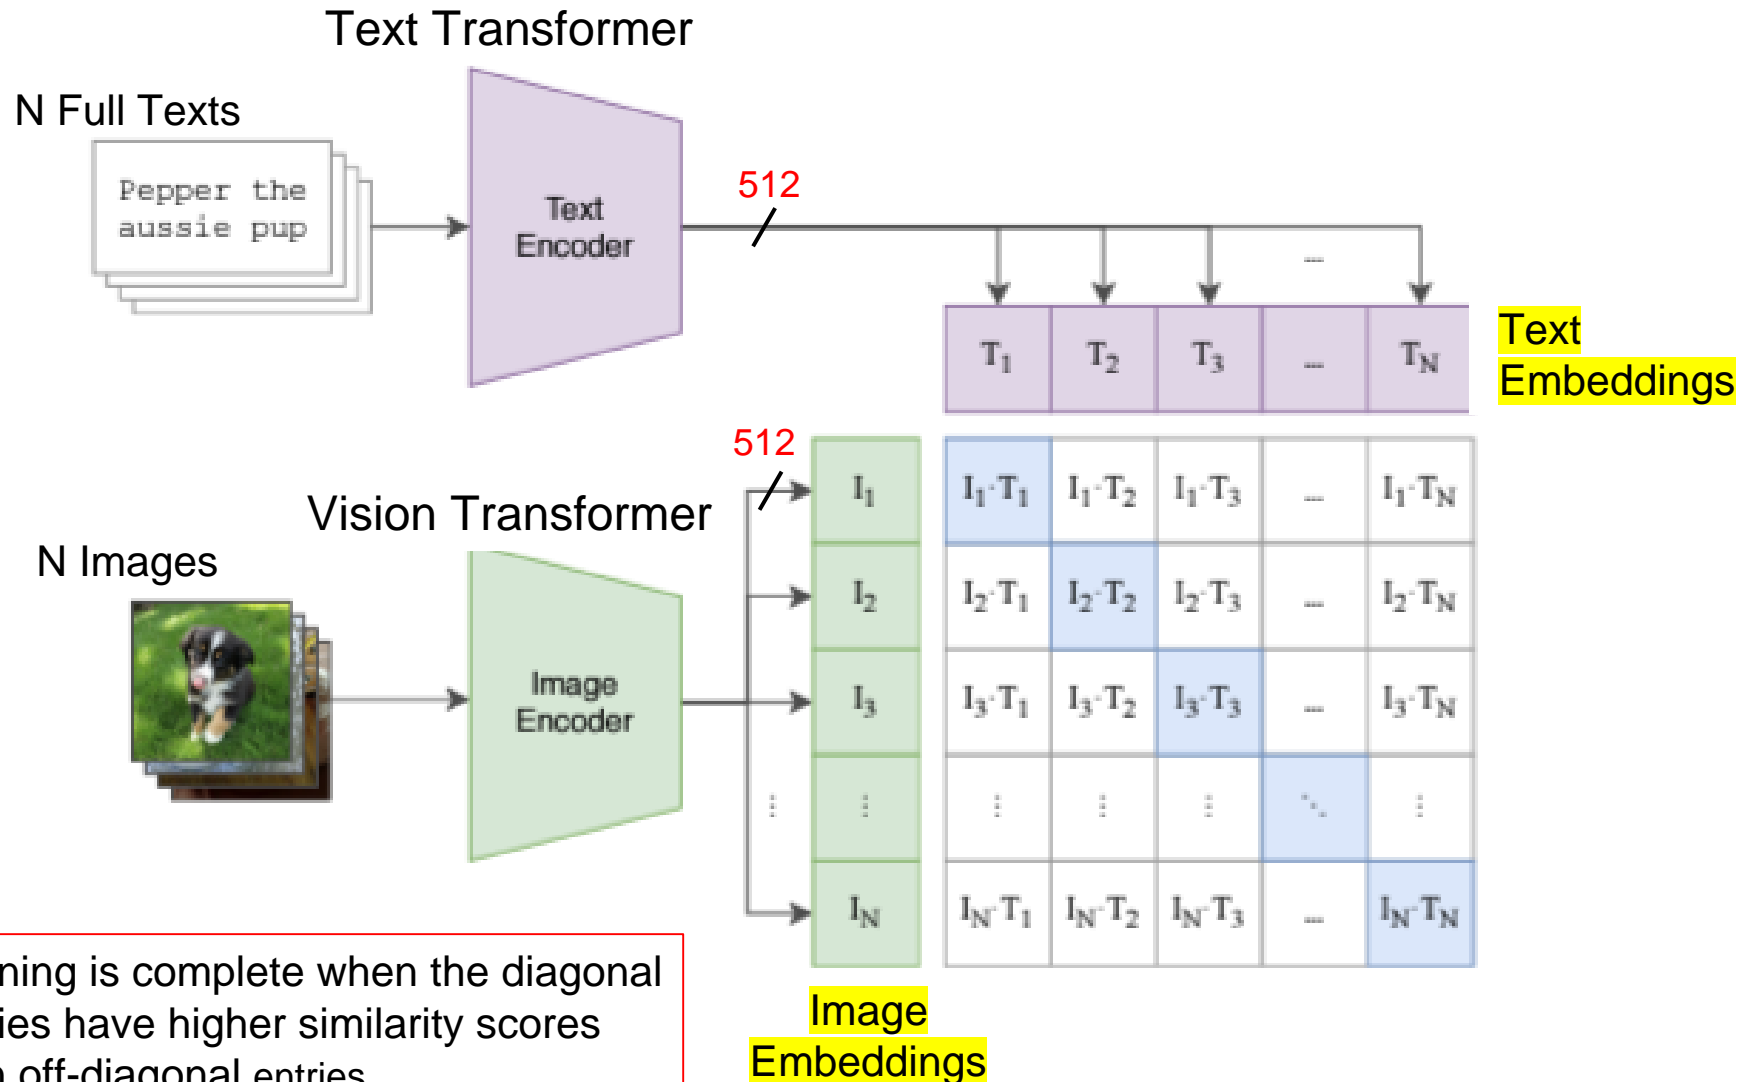 Text Transformer
N Full Texts
Pepper the
aussie pup
Text
Encoder
512
...
T₁ T₂ T₃ ... T_N
Text
Embeddings
512
Vision Transformer
N Images
Image
Encoder
I₁ I₁·T₁ I₁·T₂ I₁·T₃ ... I₁·T_N
I₂ I₂·T₁ I₂·T₂ I₂·T₃ ... I₂·T_N
I₃ I₃·T₁ I₃·T₂ I₃·T₃ ... I₃·T_N
⋮ ⋮ ⋮ ⋮ ⋮ ⋱ ⋮
I_N I_N·T₁ I_N·T₂ I_N·T₃ ... I_N·T_N
ning is complete when the diagonal
ies have higher similarity scores
off-diagonal entries
Image
Embeddings